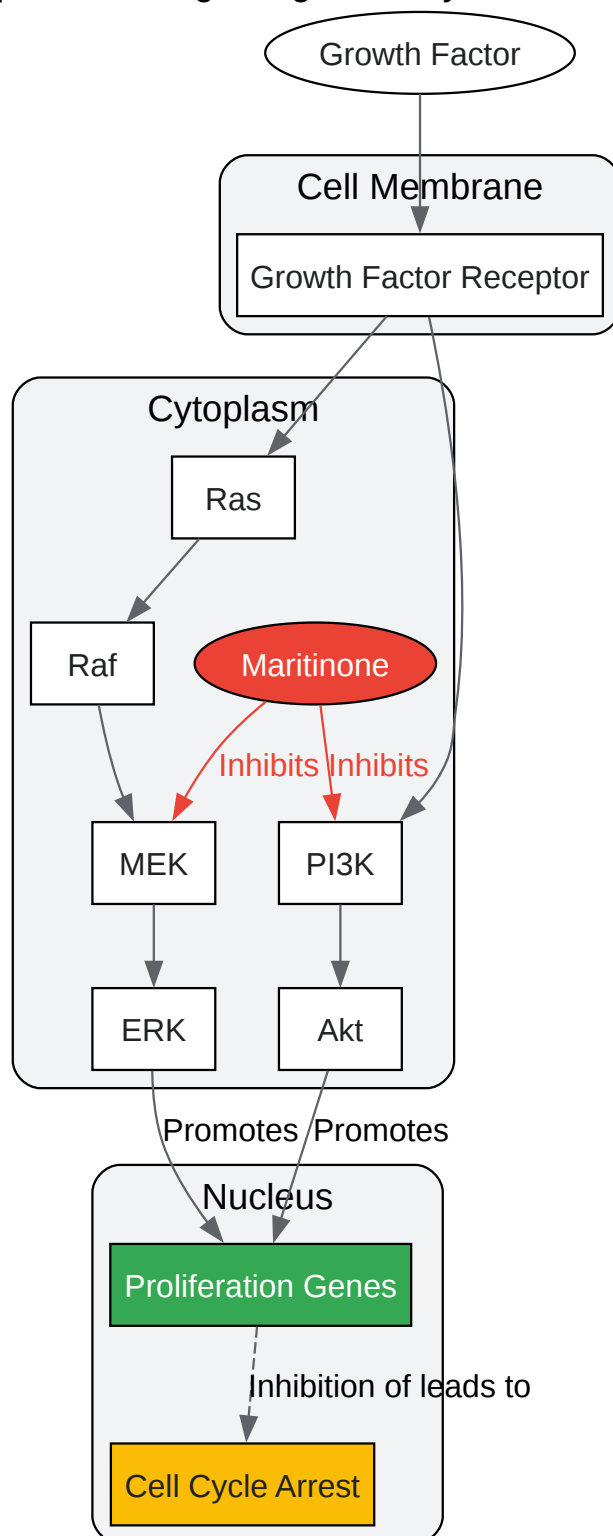 Growth Factor
Cell Membrane
Growth Factor Receptor
Cytoplasm
Ras
Raf
Maritinone
Inhibits Inhibits
MEK
PI3K
ERK
Akt
Promotes Promotes
Nucleus
Proliferation Genes
Inhibition of leads to
Cell Cycle Arrest